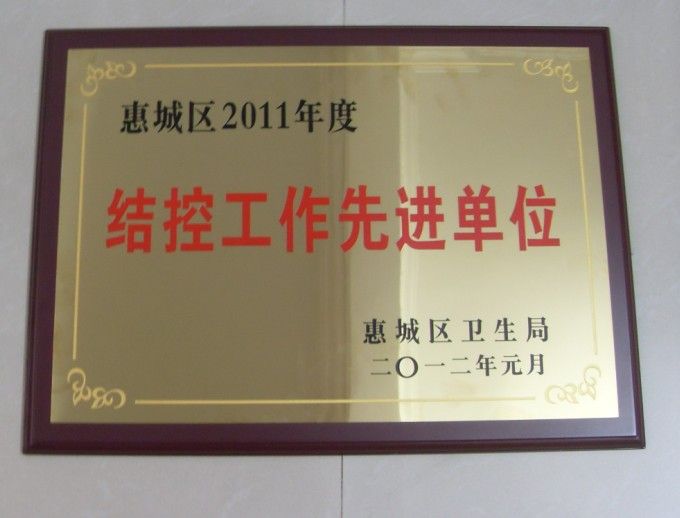 惠城区2011年度
结控工作先进单位
惠城区卫生局
二〇一二年元月